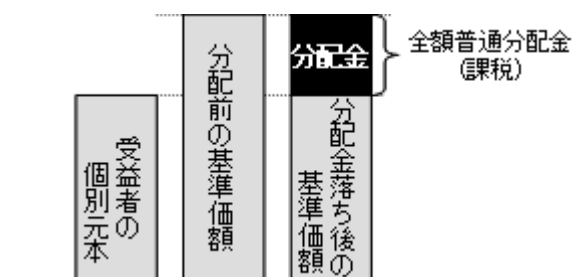 受益者の
個別元本
分配前の基準価額
分配金
分配金落ち後の
基準価額
全額普通分配金
(課税)